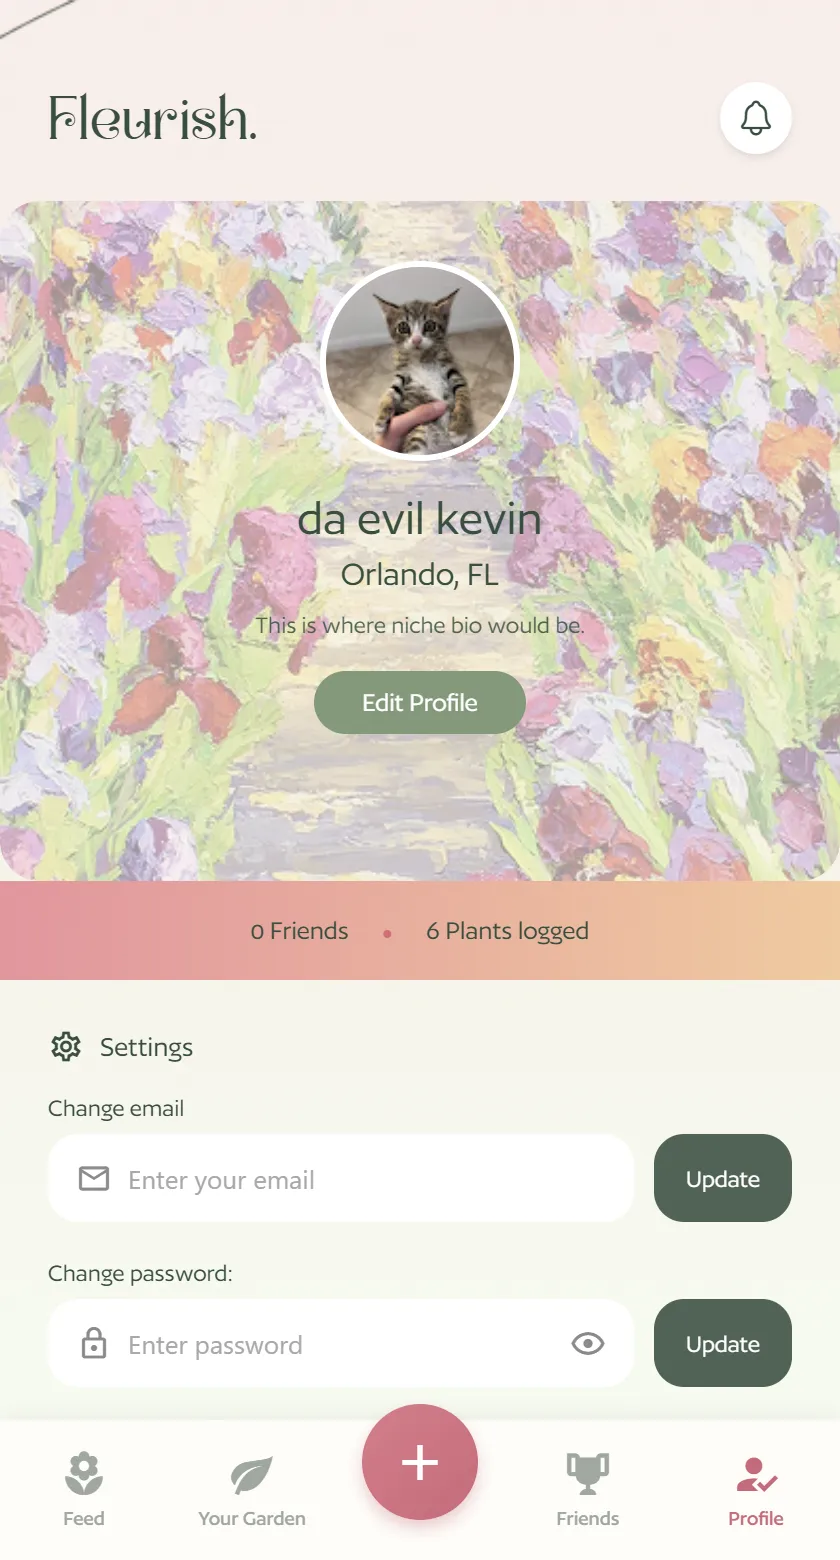 Fleurish.
da evil kevin
Orlando, FL
This is where niche bio would be.
Edit Profile
0 Friends • 6 Plants logged
Settings
Change email
Enter your email
Update
Change password:
Enter password
Update
Feed
Your Garden
Friends
Profile